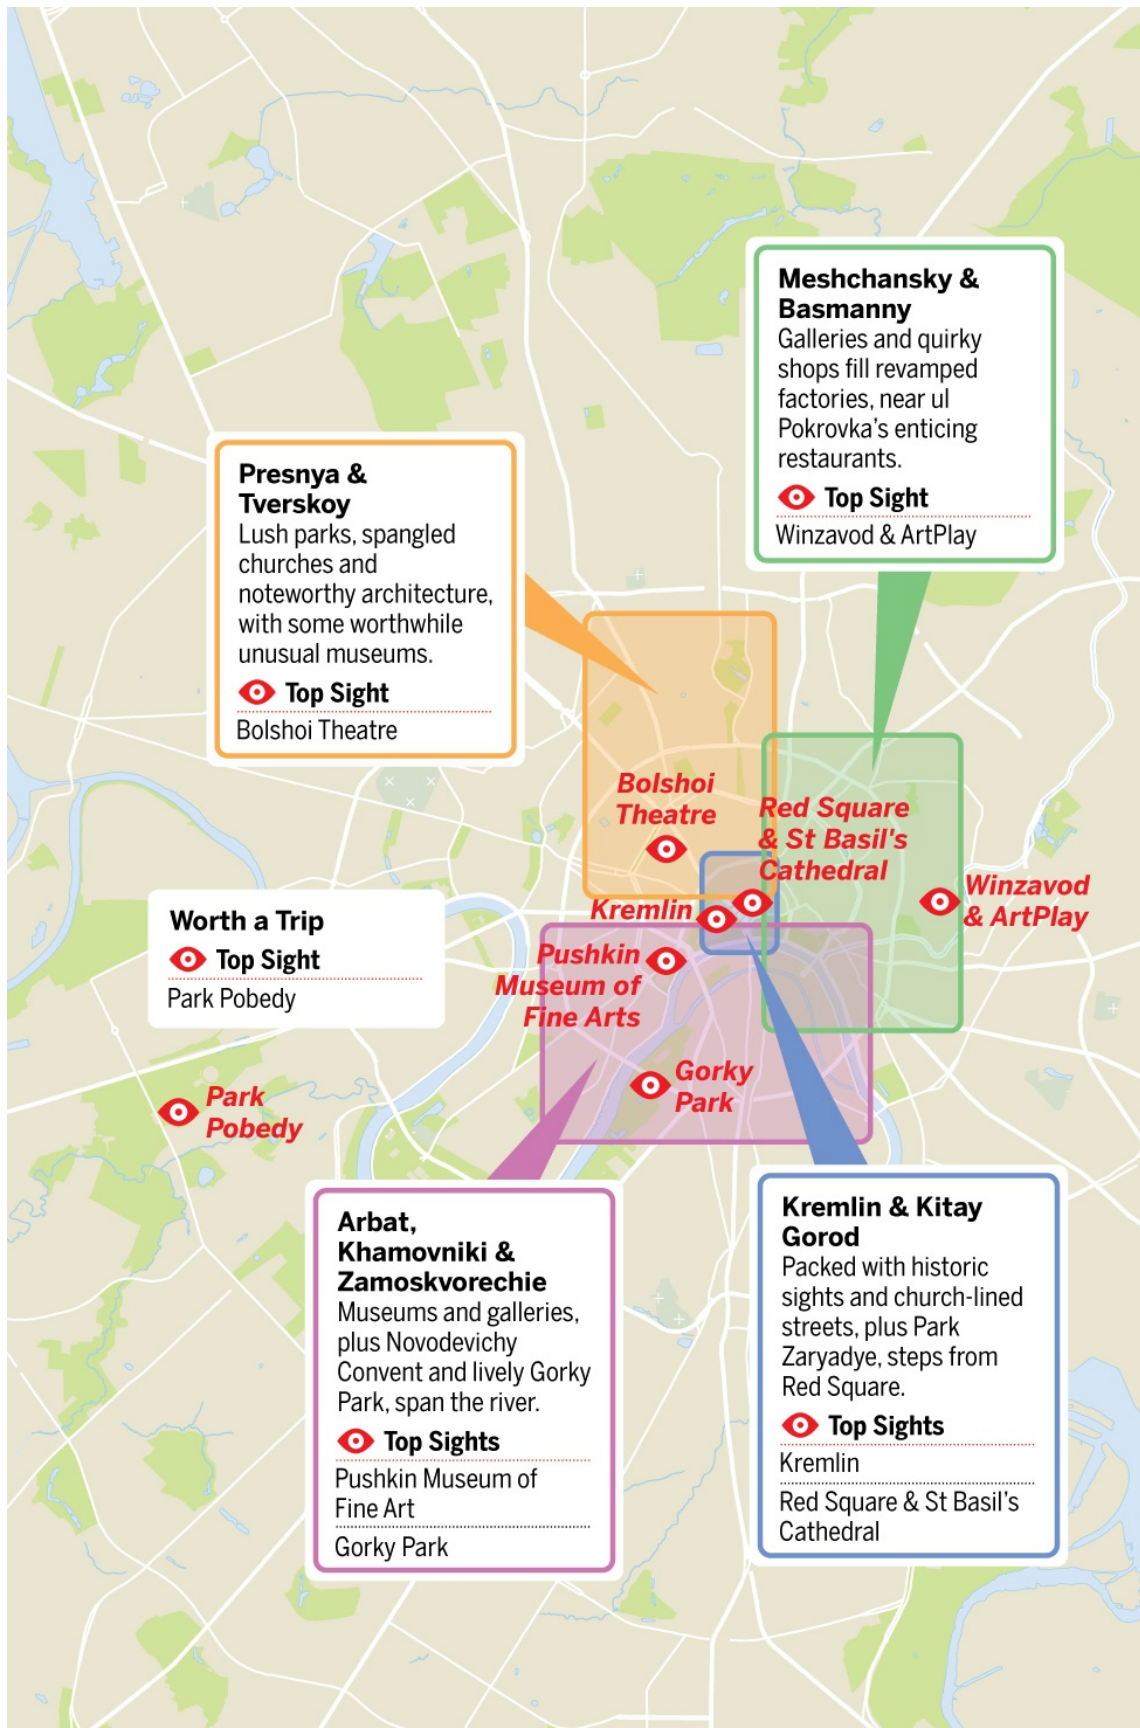 Meshchansky &
Basmanny
Galleries and quirky
shops fill revamped
factories, near ul
Pokrovka’s enticing
restaurants.
Top Sight
Winzavod & ArtPlay
Presnya &
Tverskoy
Lush parks, spangled
churches and
noteworthy architecture,
with some worthwhile
unusual museums.
Top Sight
Bolshoi Theatre
Bolshoi
Theatre
Red Square
& St Basil's
Cathedral
Kremlin
Winzavod
& ArtPlay
Pushkin
Museum of
Fine Arts
Gorky
Park
Worth a Trip
Top Sight
Park Pobedy
Park
Pobedy
Arbat,
Khamovniki &
Zamoskvorechie
Museums and galleries,
plus Novodevichy
Convent and lively Gorky
Park, span the river.
Top Sights
Pushkin Museum of
Fine Art
Gorky Park
Kremlin & Kitay
Gorod
Packed with historic
sights and church-lined
streets, plus Park
Zaryadye, steps from
Red Square.
Top Sights
Kremlin
Red Square & St Basil’s
Cathedral